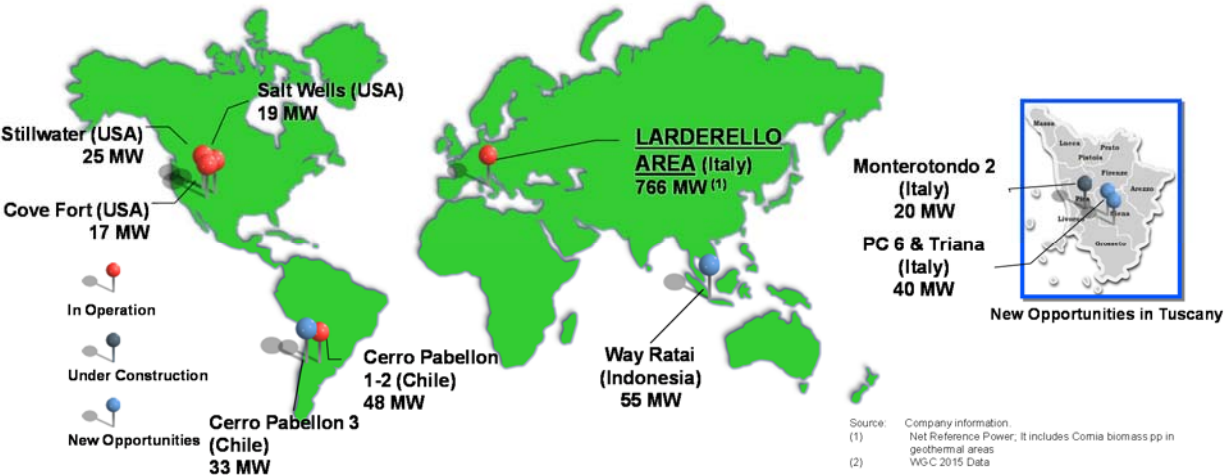 Salt Wells (USA)
19 MW
Stillwater (USA)
25 MW
Cove Fort (USA)
17 MW
LARDERELLO
AREA (Italy)
766 MW (1)
Monterotondo 2
(Italy)
20 MW
PC 6 & Triana
(Italy)
40 MW
Massa
Lucca
Prato
Pistoia
Firenze
Arezzo
Pisa
Livorno
Siena
Grosseto
New Opportunities in Tuscany
In Operation
Under Construction
New Opportunities
Cerro Pabellon
1-2 (Chile)
48 MW
Cerro Pabellon 3
(Chile)
33 MW
Way Ratai
(Indonesia)
55 MW
Source: Company information.
(1) Net Reference Power; It includes Cornia biomass pp in
geothermal areas
(2) WGC 2015 Data